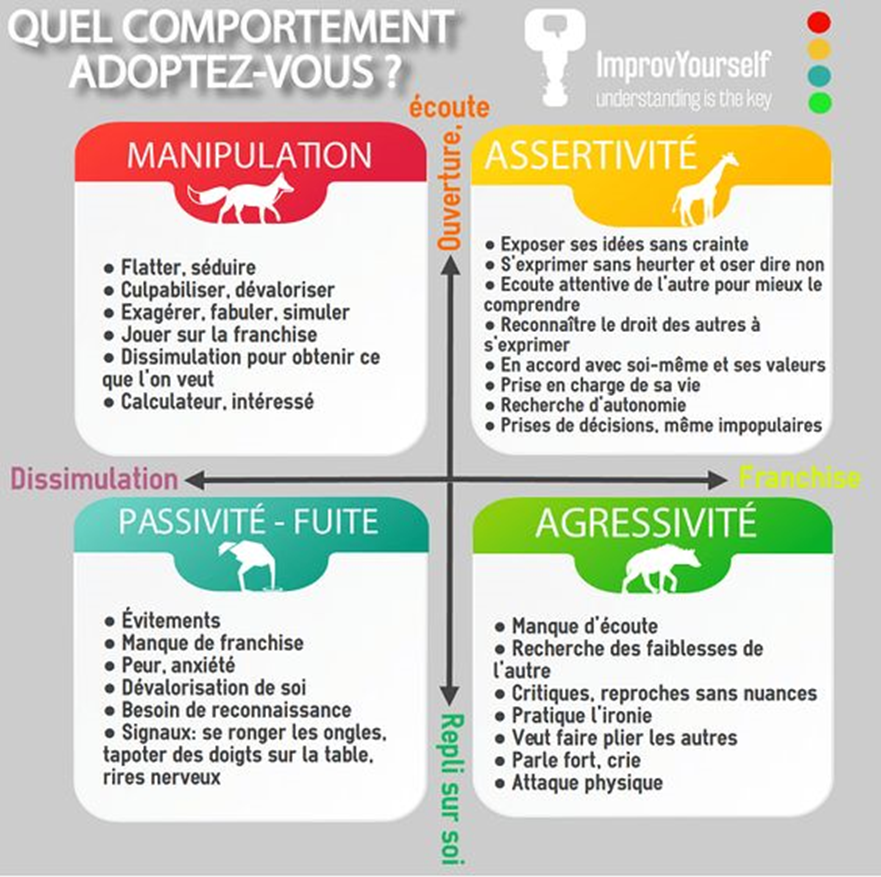 QUEL COMPORTEMENT
ADOPTEZ-VOUS ?
ImprovYourself
understanding is the key
Ouverture, écoute
MANIPULATION
● Flatter, séduire
● Culpabiliser, dévaloriser
● Exagérer, fabuler, simuler
● Jouer sur la franchise
● Dissimulation pour obtenir ce
que l'on veut
● Calculateur, intéressé
ASSERTIVITÉ
● Exposer ses idées sans crainte
● S'exprimer sans heurter et oser dire non
● Ecoute attentive de l'autre pour mieux le
comprendre
● Reconnaître le droit des autres à
s'exprimer
● En accord avec soi-même et ses valeurs
● Prise en charge de sa vie
● Recherche d'autonomie
● Prises de décisions, même impopulaires
Dissimulation
Franchise
PASSIVITÉ - FUITE
● Évitements
● Manque de franchise
● Peur, anxiété
● Dévalorisation de soi
● Besoin de reconnaissance
● Signaux: se ronger les ongles,
tapoter des doigts sur la table,
rires nerveux
AGRESSIVITÉ
● Manque d'écoute
● Recherche des faiblesses de
l'autre
● Critiques, reproches sans nuances
● Pratique l'ironie
● Veut faire plier les autres
● Parle fort, crie
● Attaque physique
Repli sur soi